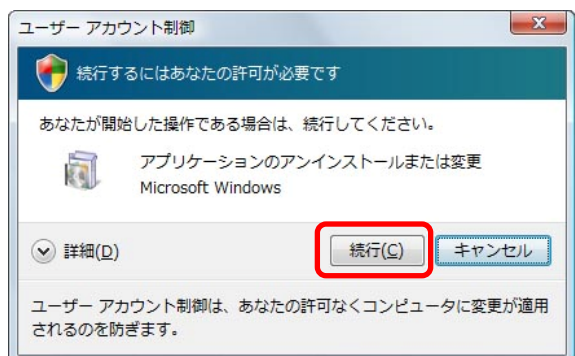 ユーザー アカウント制御
続行するにはあなたの許可が必要です
あなたが開始した操作である場合は、続行してください。
アプリケーションのアンインストールまたは変更
Microsoft Windows
詳細(D)
続行(C)
キャンセル
ユーザー アカウント制御は、あなたの許可なくコンピュータに変更が適用
されるのを防ぎます。